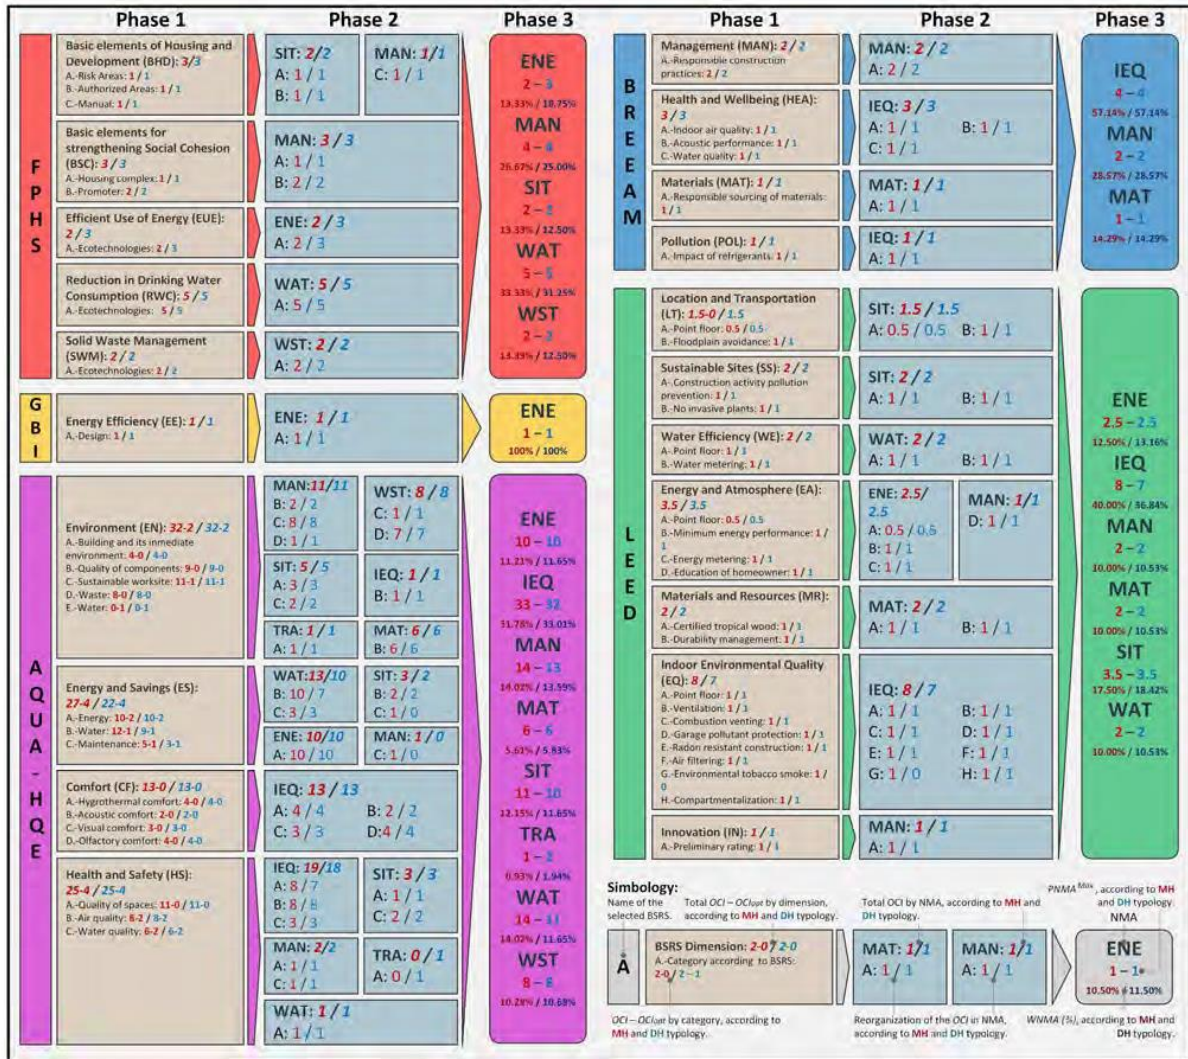 Phase 1
Phase 2
Phase 3
FPHS
Basic elements of Housing and
Development (BHD): 3/3
A.-Risk Areas: 1 / 1
B.-Authorized Areas: 1 / 1
C.-Manual: 1 / 1
SIT: 2/2
A: 1 / 1
B: 1 / 1
MAN: 1/1
C: 1 / 1
Basic elements for
strengthening Social Cohesion
(BSC): 3 / 3
A.-Housing complex: 1 / 1
B.-Promoter: 2 / 2
MAN: 3 / 3
A: 1 / 1
B: 2 / 2
Efficient Use of Energy (EUE):
2 / 3
A.-Ecotechnologies: 2 / 3
ENE: 2 / 3
A: 2 / 3
Reduction in Drinking Water
Consumption (RWC): 5 / 5
A.-Ecotechnologies: 5 / 5
WAT: 5 / 5
A: 5 / 5
Solid Waste Management
(SWM): 2 / 2
A.-Ecotechnologies: 2 / 2
WST: 2 / 2
A: 2 / 2
ENE
2 – 3
13.33% / 18.75%
MAN
4 – 4
26.67% / 25.00%
SIT
2 – 2
13.33% / 12.50%
WAT
5 – 5
33.33% / 31.25%
WST
2 – 2
13.33% / 12.50%
GBI
Energy Efficiency (EE): 1 / 1
A.-Design: 1 / 1
ENE: 1 / 1
A: 1 / 1
ENE
1 – 1
100% / 100%
AQUA-HQE
Environment (EN): 32-2 / 32-2
A.-Building and its inmediate
environment: 4-0 / 4-0
B.-Quality of components: 9-0 / 9-0
C.-Sustainable worksite: 11-1 / 11-1
D.-Waste: 8-0 / 8-0
E.-Water: 0-1 / 0-1
MAN: 11/11
B: 2 / 2
C: 8 / 8
D: 1 / 1
WST: 8 / 8
C: 1 / 1
D: 7 / 7
SIT: 5 / 5
A: 3 / 3
C: 2 / 2
IEQ: 1 / 1
B: 1 / 1
TRA: 1 / 1
A: 1 / 1
MAT: 6 / 6
B: 6 / 6
Energy and Savings (ES):
27-4 / 22-4
A.-Energy: 10-2 / 10-2
B.-Water: 12-1 / 9-1
C.-Maintenance: 5-1 / 3-1
WAT: 13/10
B: 10 / 7
C: 3 / 3
SIT: 3 / 2
B: 2 / 2
C: 1 / 0
ENE: 10/10
A: 10 / 10
MAN: 1 / 0
C: 1 / 0
Comfort (CF): 13-0 / 13-0
A.-Hygrothermal comfort: 4-0 / 4-0
B.-Acoustic comfort: 2-0 / 2-0
C.-Visual comfort: 3-0 / 3-0
D.-Olfactory comfort: 4-0 / 4-0
IEQ: 13 / 13
A: 4 / 4
B: 2 / 2
C: 3 / 3
D: 4 / 4
Health and Safety (HS):
25-4 / 25-4
A.-Quality of spaces: 11-0 / 11-0
B.-Air quality: 8-2 / 8-2
C.-Water quality: 6-2 / 6-2
IEQ: 19/18
A: 8 / 7
B: 8 / 8
C: 3 / 3
SIT: 3 / 3
A: 1 / 1
C: 2 / 2
MAN: 2/2
A: 1 / 1
C: 1 / 1
TRA: 0 / 1
A: 0 / 1
WAT: 1 / 1
A: 1 / 1
ENE
10 – 10
11.21% / 11.65%
IEQ
33 – 32
31.78% / 33.01%
MAN
14 – 13
14.02% / 13.59%
MAT
6 – 6
5.61% / 5.83%
SIT
11 – 10
12.15% / 11.65%
TRA
1 – 2
0.93% / 1.94%
WAT
14 – 11
14.02% / 11.65%
WST
8 – 8
10.28% / 10.68%
Phase 1
Phase 2
Phase 3
BREEAM
Management (MAN): 2 / 2
A.-Responsible construction
practices: 2 / 2
MAN: 2 / 2
A: 2 / 2
Health and Wellbeing (HEA):
3 / 3
A.-Indoor air quality: 1 / 1
B.-Acoustic performance: 1 / 1
C.-Water quality: 1 / 1
IEQ: 3 / 3
A: 1 / 1
B: 1 / 1
C: 1 / 1
Materials (MAT): 1 / 1
A.-Responsible sourcing of materials:
1 / 1
MAT: 1 / 1
A: 1 / 1
Pollution (POL): 1 / 1
A.-Impact of refrigerants: 1 / 1
IEQ: 1 / 1
A: 1 / 1
IEQ
4 – 4
57.14% / 57.14%
MAN
2 – 2
28.57% / 28.57%
MAT
1 – 1
14.29% / 14.29%
LEED
Location and Transportation
(LT): 1.5-0 / 1.5
A.-Point floor: 0.5 / 0.5
B.-Floodplain avoidance: 1 / 1
SIT: 1.5 / 1.5
A: 0.5 / 0.5
B: 1 / 1
Sustainable Sites (SS): 2 / 2
A.-Construction activity pollution
prevention: 1 / 1
B.-No invasive plants: 1 / 1
SIT: 2 / 2
A: 1 / 1
B: 1 / 1
Water Efficiency (WE): 2 / 2
A.-Point floor: 1 / 1
B.-Water metering: 1 / 1
WAT: 2 / 2
A: 1 / 1
B: 1 / 1
Energy and Atmosphere (EA):
3.5 / 3.5
A.-Point floor: 0.5 / 0.5
B.-Minimum energy performance: 1 /
1
C.-Energy metering: 1 / 1
D.-Education of homeowner: 1 / 1
ENE: 2.5/
2.5
A: 0.5 / 0.5
B: 1 / 1
C: 1 / 1
MAN: 1/1
D: 1 / 1
Materials and Resources (MR):
2 / 2
A.-Certified tropical wood: 1 / 1
B.-Durability management: 1 / 1
MAT: 2 / 2
A: 1 / 1
B: 1 / 1
Indoor Environmental Quality
(EQ): 8 / 7
A.-Point floor: 1 / 1
B.-Ventilation: 1 / 1
C.-Combustion venting: 1 / 1
D.-Garage pollutant protection: 1 / 1
E.-Radon resistant construction: 1 / 1
F.-Air filtering: 1 / 1
G.-Environmental tobacco smoke: 1 /
0
H.-Compartmentalization: 1 / 1
IEQ: 8 / 7
A: 1 / 1
B: 1 / 1
C: 1 / 1
D: 1 / 1
E: 1 / 1
F: 1 / 1
G: 1 / 0
H: 1 / 1
Innovation (IN): 1 / 1
A.-Preliminary rating: 1 / 1
MAN: 1 / 1
A: 1 / 1
ENE
2.5 – 2.5
12.50% / 13.16%
IEQ
8 – 7
40.00% / 36.84%
MAN
2 – 2
10.00% / 10.53%
MAT
2 – 2
10.00% / 10.53%
SIT
3.5 – 3.5
17.50% / 18.42%
WAT
2 – 2
10.00% / 10.53%
Simbology:
Name of the
selected BSRS.
Total OCI – OCIopt by dimension,
according to MH and DH typology.
Total OCI by NMA, according to MH and
DH typology.
PNMA Max, according to MH
and DH typology.
NMA
A
BSRS Dimension: 2-0 / 2-0
A.-Category according to BSRS:
2-0 / 2 – 1
MAT: 1/1
A: 1 / 1
MAN: 1/1
A: 1 / 1
ENE
1 – 1
10.50% / 11.50%
OCI – OCIopt by category, according to
MH and DH typology.
Reorganization of the OCI in NMA,
according to MH and DH typology.
WNMA (%), according to MH and
DH typology.